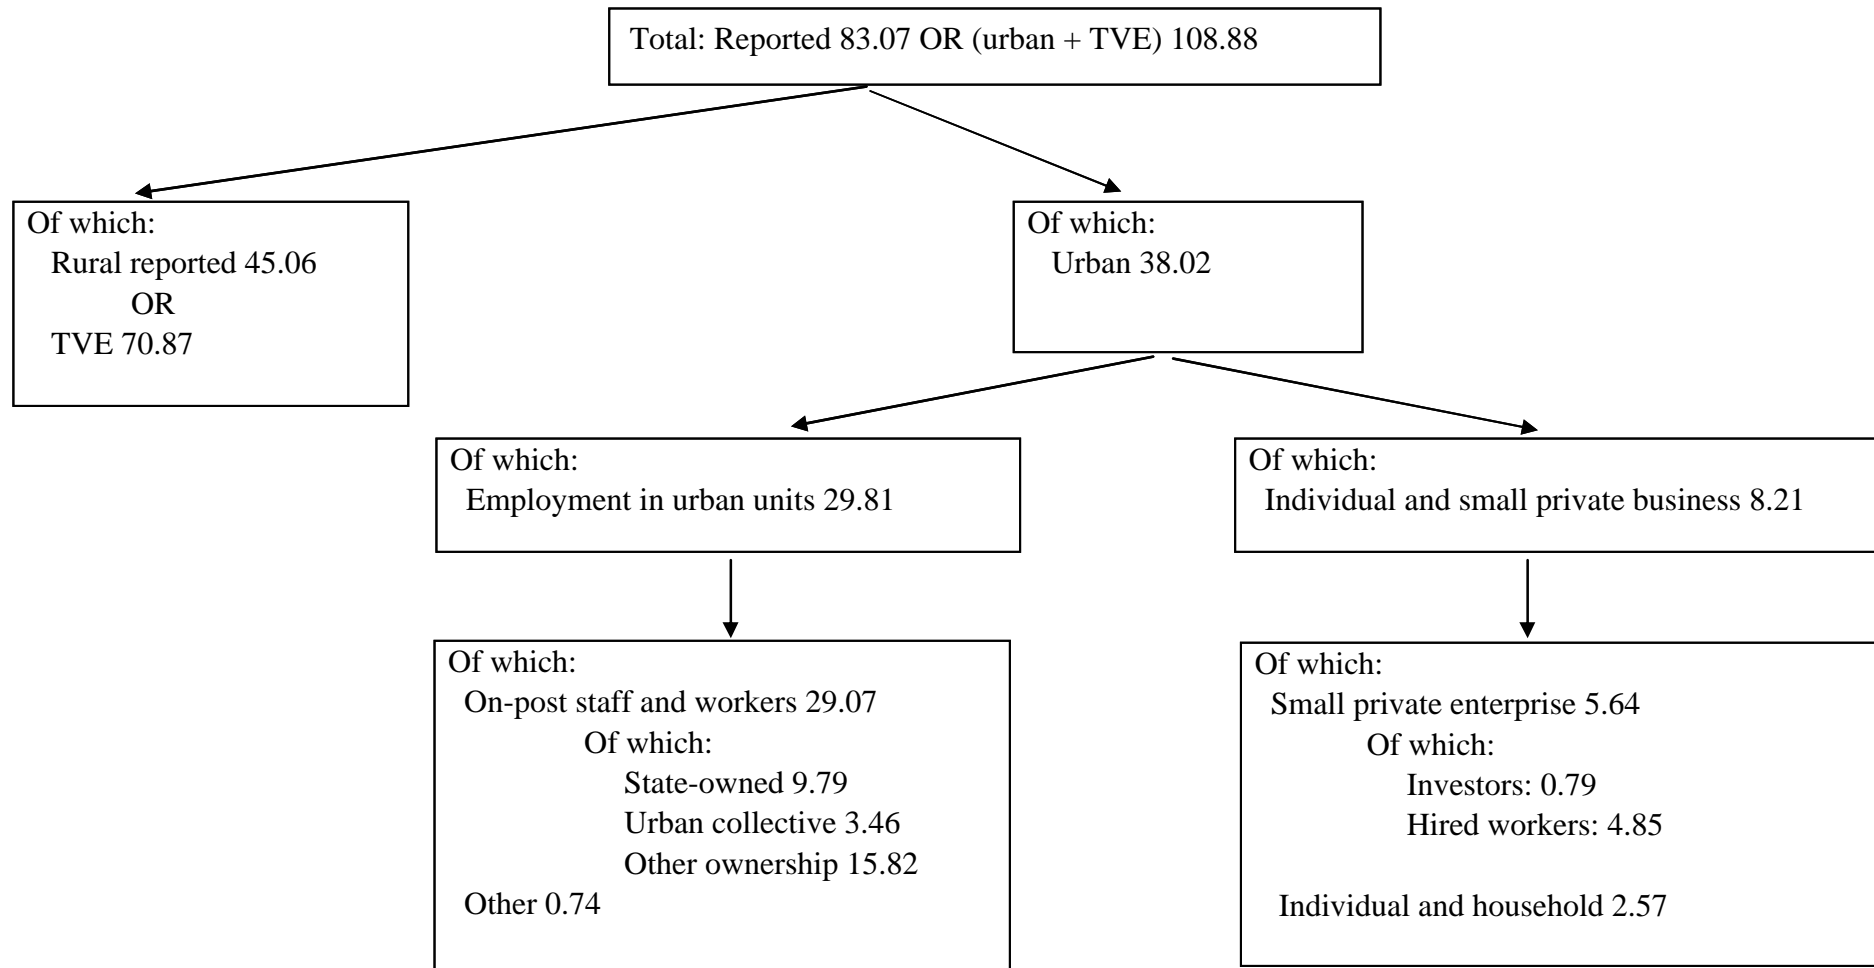 Total: Reported 83.07 OR (urban + TVE) 108.88
Of which:
Rural reported 45.06
OR
TVE 70.87
Of which:
Urban 38.02
Of which:
Employment in urban units 29.81
Of which:
Individual and small private business 8.21
Of which:
On-post staff and workers 29.07
Of which:
State-owned 9.79
Urban collective 3.46
Other ownership 15.82
Other 0.74
Of which:
Small private enterprise 5.64
Of which:
Investors: 0.79
Hired workers: 4.85
Individual and household 2.57